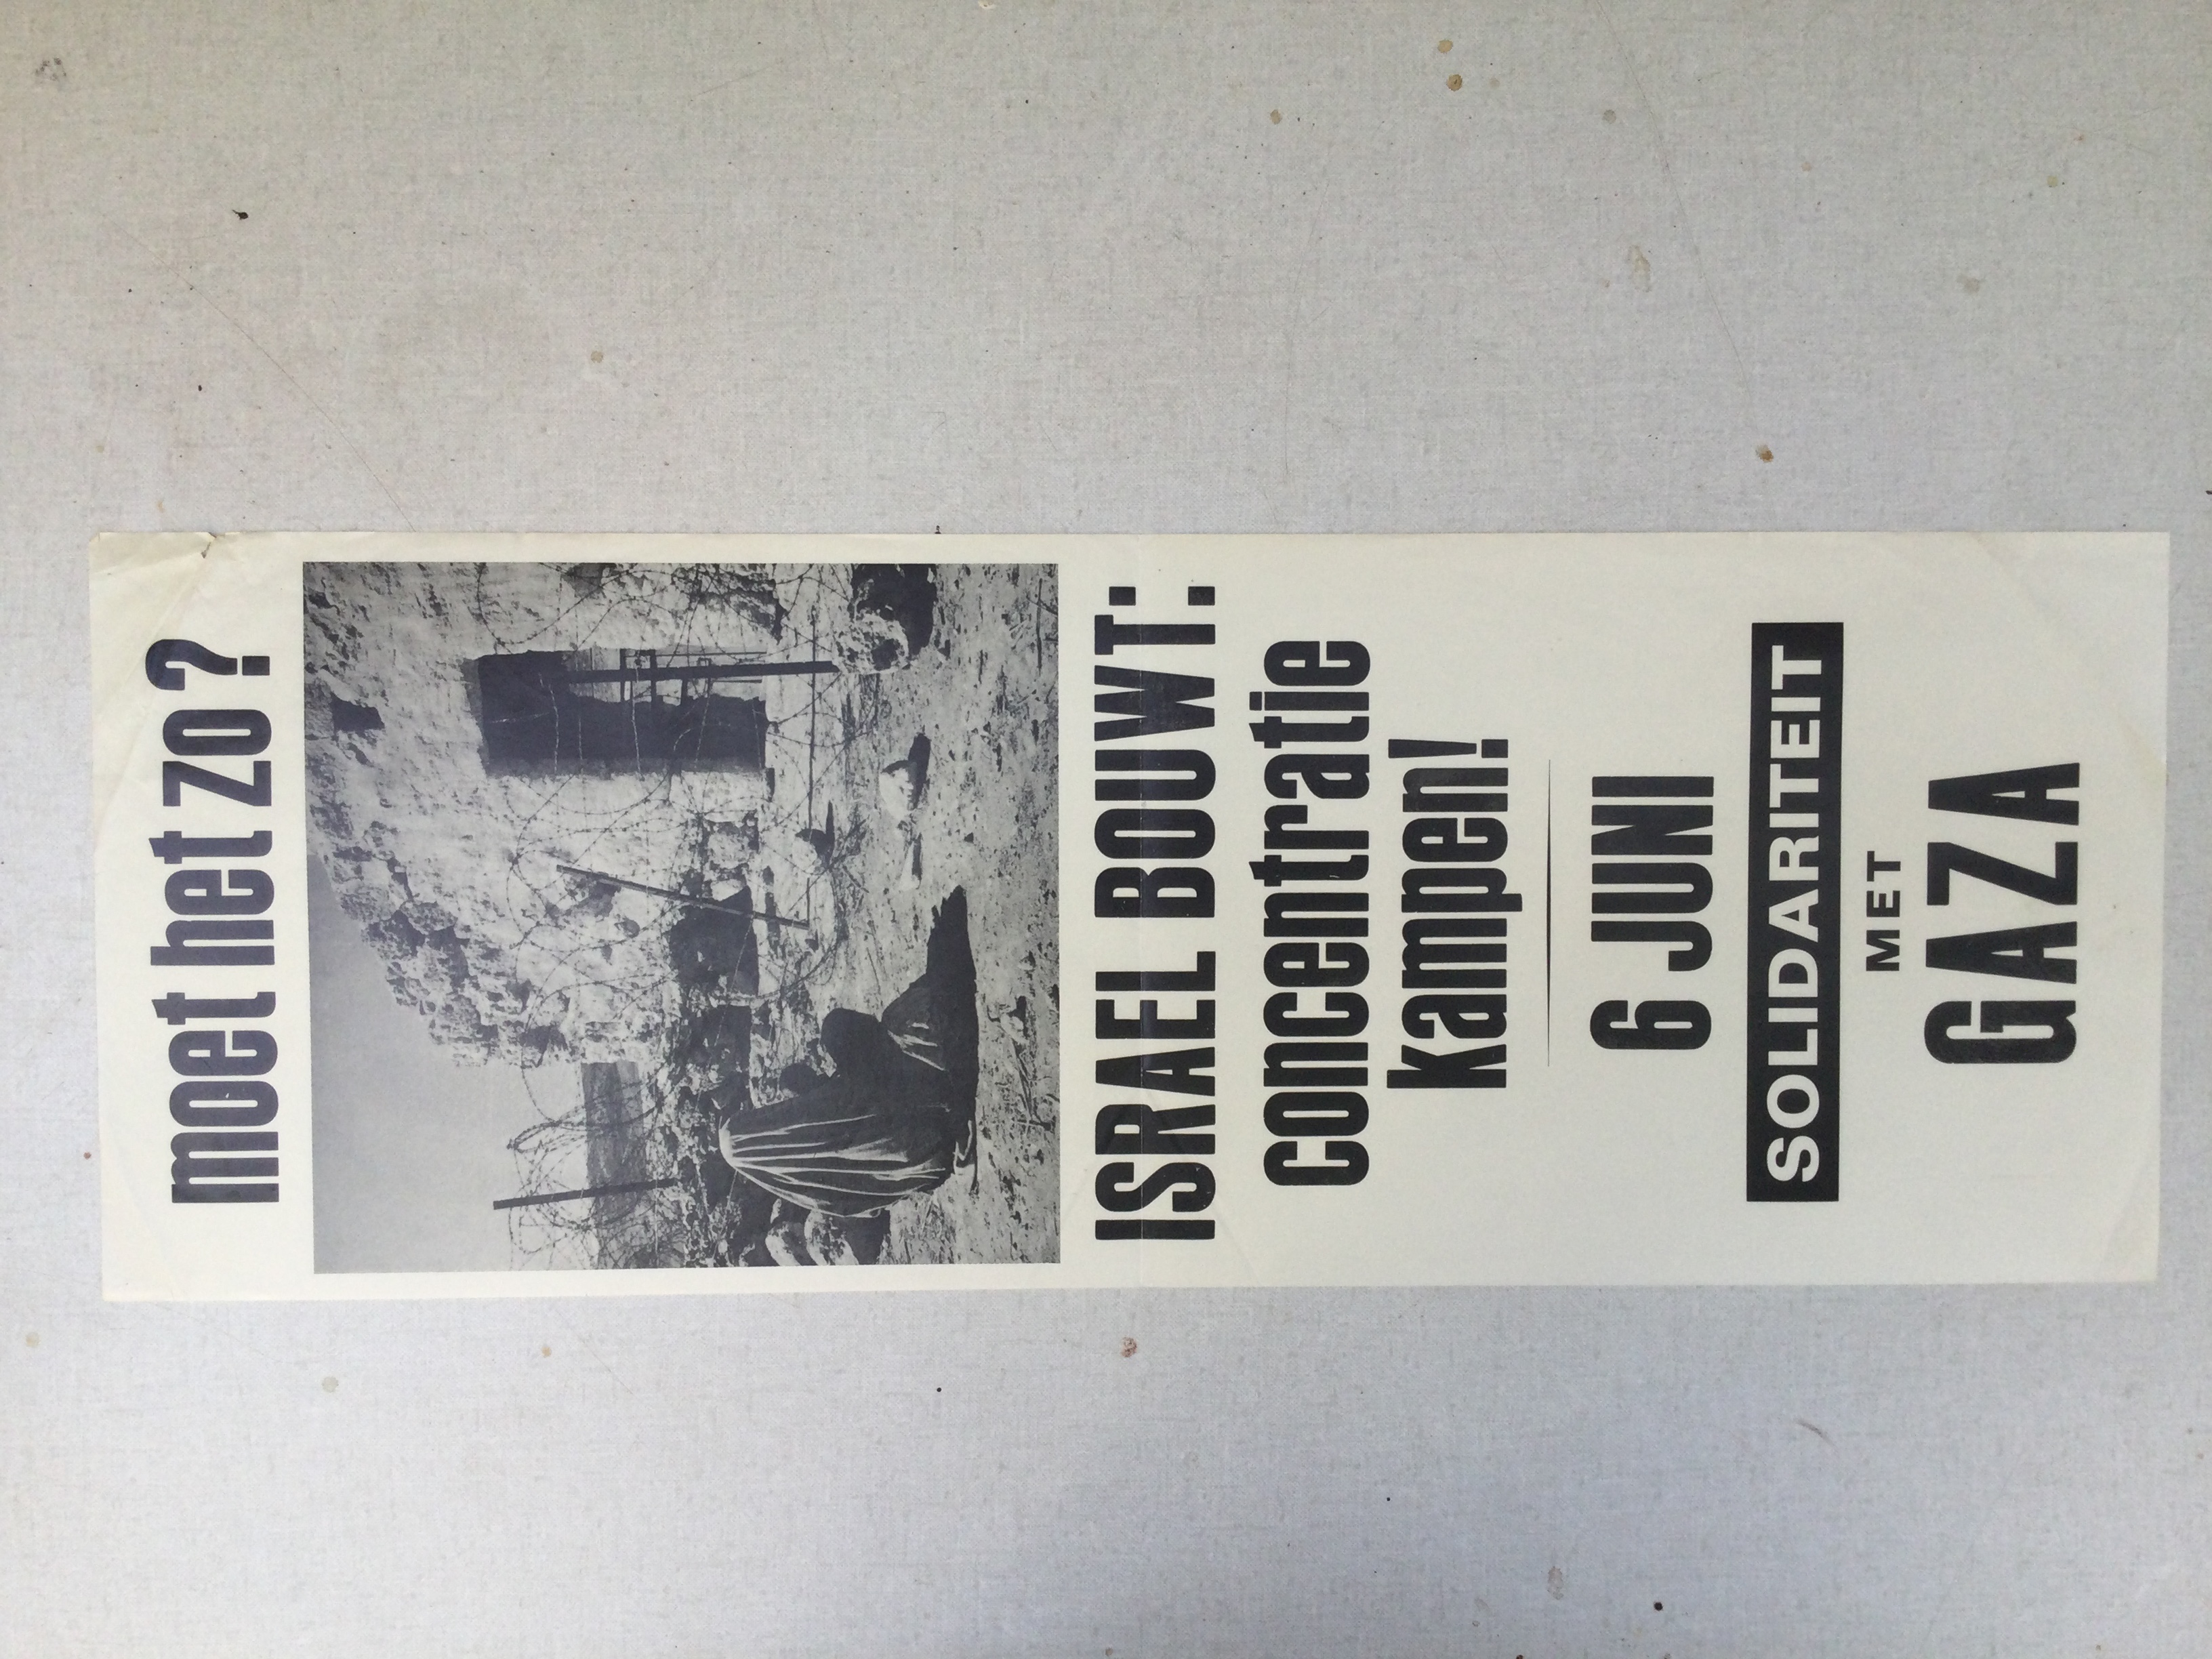 moet het zo?
ISRAEL BOUWT:
concentratie
kampen!
6 JUNI
SOLIDARITEIT
MET
GAZA